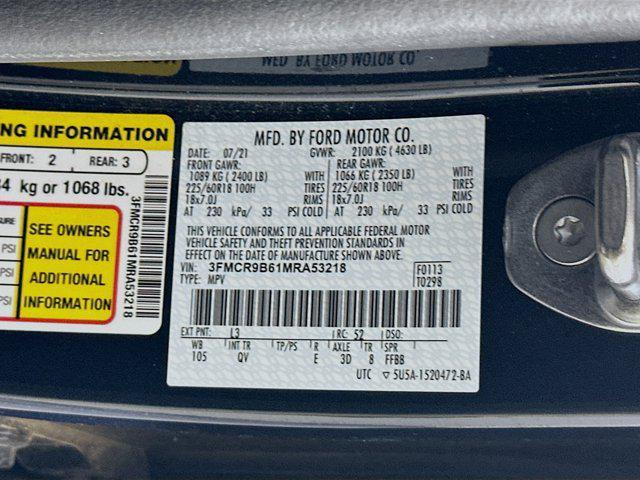 WED BX FORD MOTOR CO.
NG INFORMATION
FRONT: 2 REAR: 3
kg or 1068 lbs.
PSI
PSI
PSI
SEE OWNERS
MANUAL FOR
ADDITIONAL
INFORMATION
3FMCR9B61MRA53218
MFD. BY FORD MOTOR CO.
DATE: 07/21 GVWR: 2100 KG ( 4630 LB)
FRONT GAWR: REAR GAWR:
1089 KG ( 2400 LB) WITH 1066 KG ( 2350 LB) WITH
225/60R18 100H TIRES 225/60R18 100H TIRES
18x7.0J RIMS 18x7.0J RIMS
AT 230 kPa/ 33 PSI COLD AT 230 kPa/ 33 PSI COLD
THIS VEHICLE CONFORMS TO ALL APPLICABLE FEDERAL MOTOR
VEHICLE SAFETY AND THEFT PREVENTION STANDARDS IN
EFFECT ON THE DATE OF MANUFACTURE SHOWN ABOVE.
VIN: 3FMCR9B61MRA53218 F0113
TYPE: MPV T0298
EXT PNT: L3 RC: 52 DSO:
WB INT TR TP/PS R AXLE TR SPR
105 QV E 3D 8 FFBB
UTC ▽ 5U5A-1520472-BA